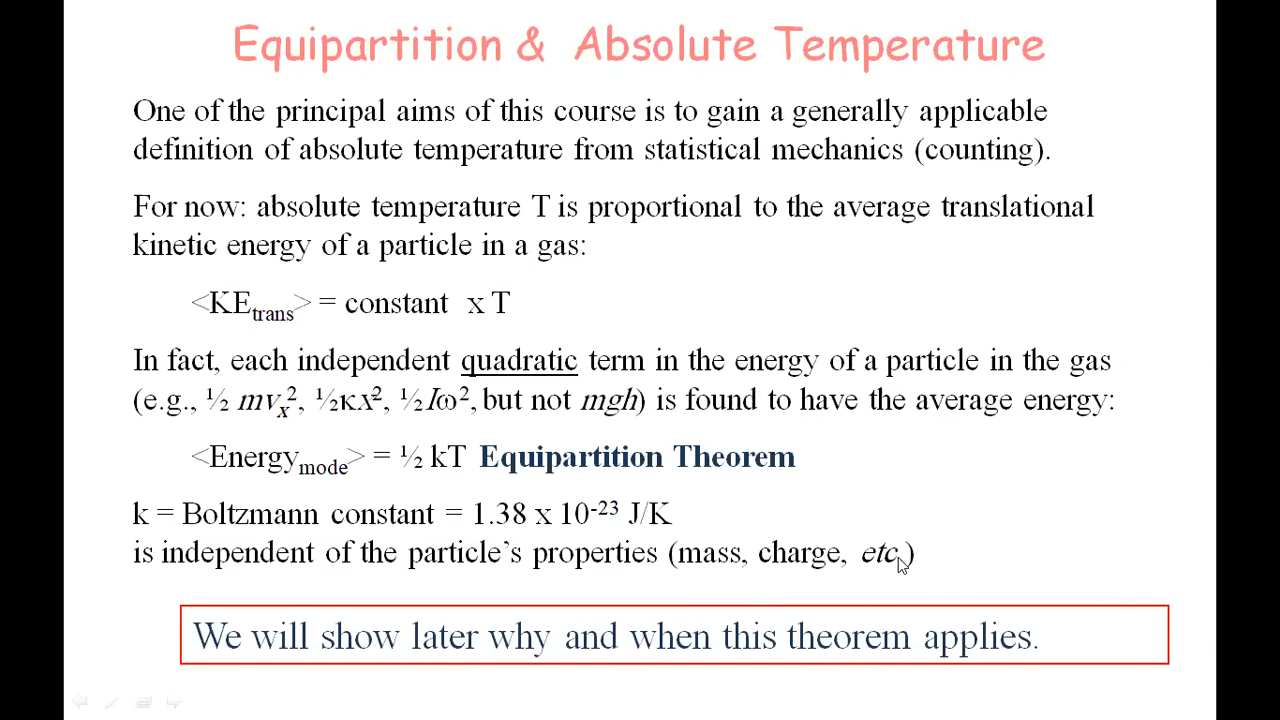 Equipartition & Absolute Temperature
One of the principal aims of this course is to gain a generally applicable
definition of absolute temperature from statistical mechanics (counting).
For now: absolute temperature T is proportional to the average translational
kinetic energy of a particle in a gas:
<KE_trans> = constant x T
In fact, each independent quadratic term in the energy of a particle in the gas
(e.g., ½ mvₓ², ½κx², ½Iω², but not mgh) is found to have the average energy:
<Energy_mode> = ½ kT Equipartition Theorem
k = Boltzmann constant = 1.38 x 10⁻²³ J/K
is independent of the particle’s properties (mass, charge, etc.)
We will show later why and when this theorem applies.